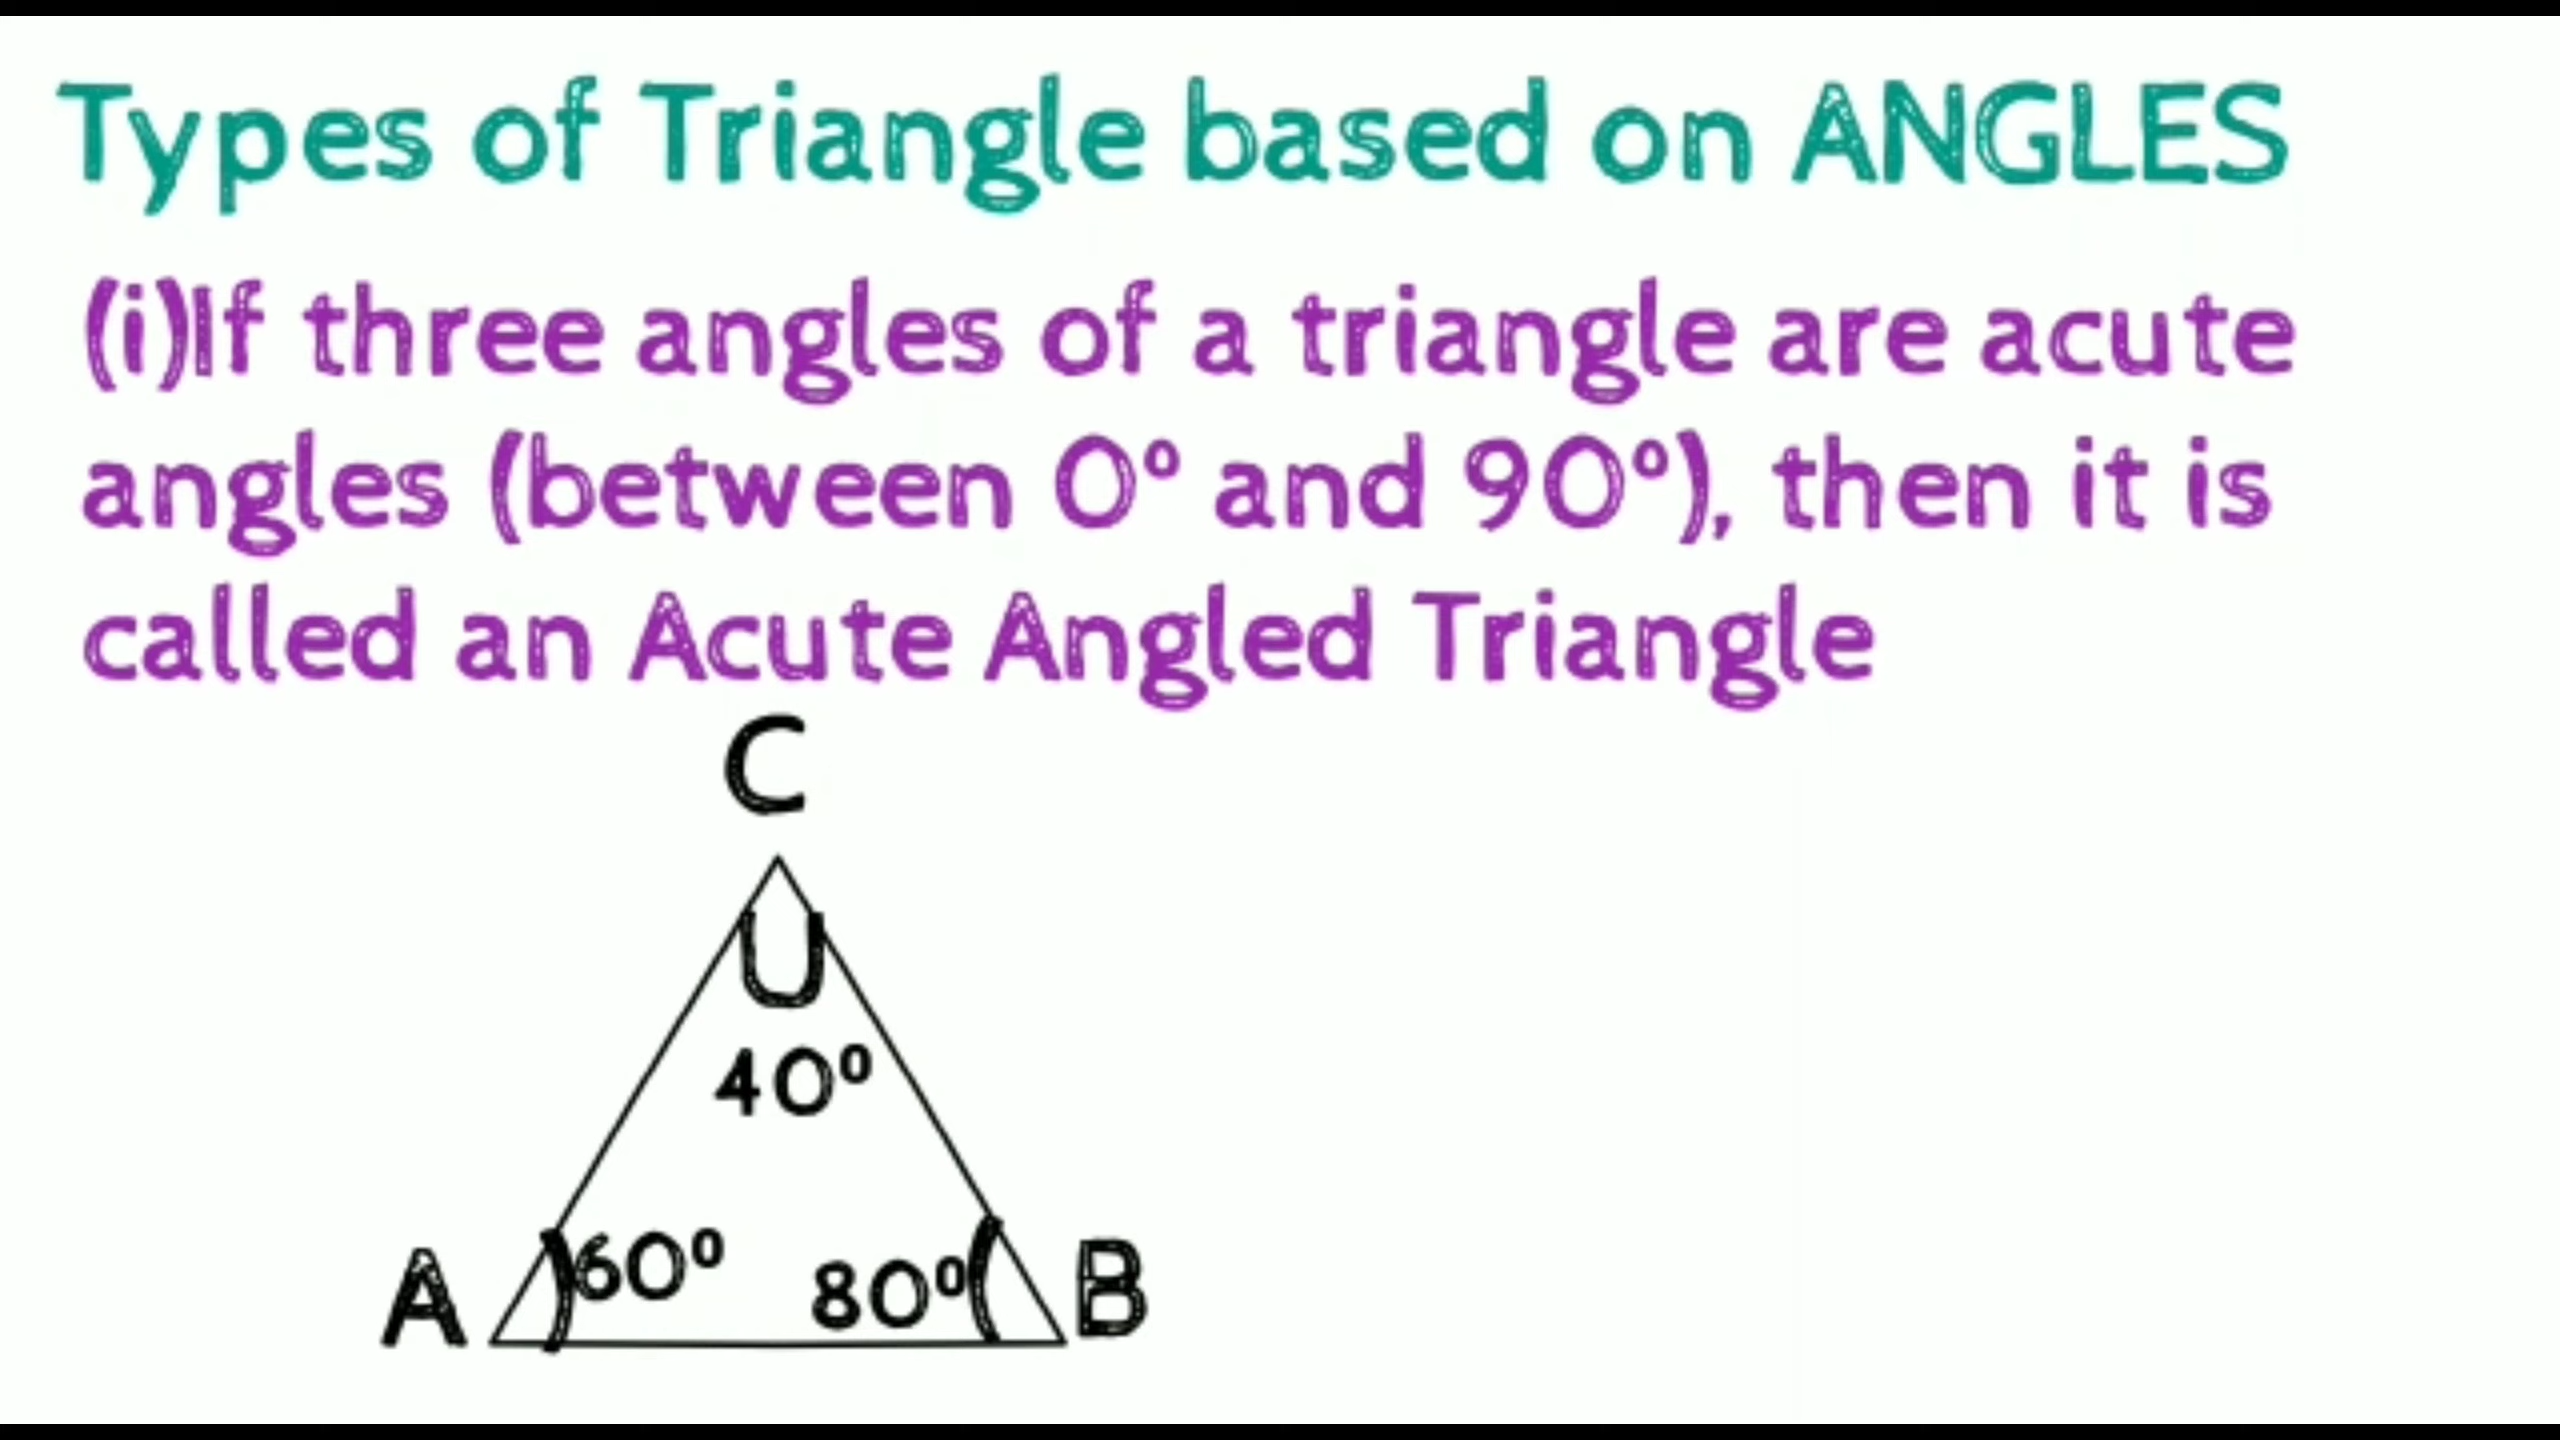 Types of Triangle based on ANGLES
(i)If three angles of a triangle are acute
angles (between 0° and 90°), then it is
called an Acute Angled Triangle
C
40°
60°
80°
A
B